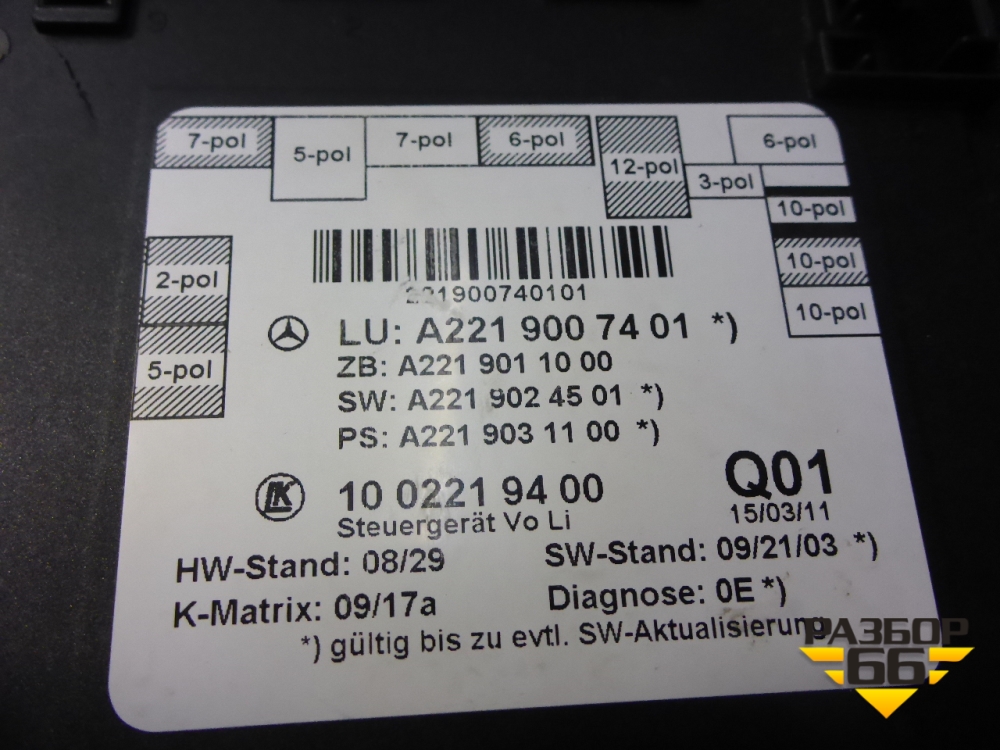 7-pol
5-pol
7-pol
6-pol
12-pol
3-pol
6-pol
10-pol
10-pol
10-pol
2-pol
5-pol
221900740101
LU: A221 900 74 01 *)
ZB: A221 901 10 00
SW: A221 902 45 01 *)
PS: A221 903 11 00 *)
LK 10 0221 94 00
Steuergerät Vo Li
Q01
15/03/11
HW-Stand: 08/29
SW-Stand: 09/21/03 *)
K-Matrix: 09/17a
Diagnose: 0E *)
*) gültig bis zu evtl. SW-Aktualisierung
РАЗБОР
66